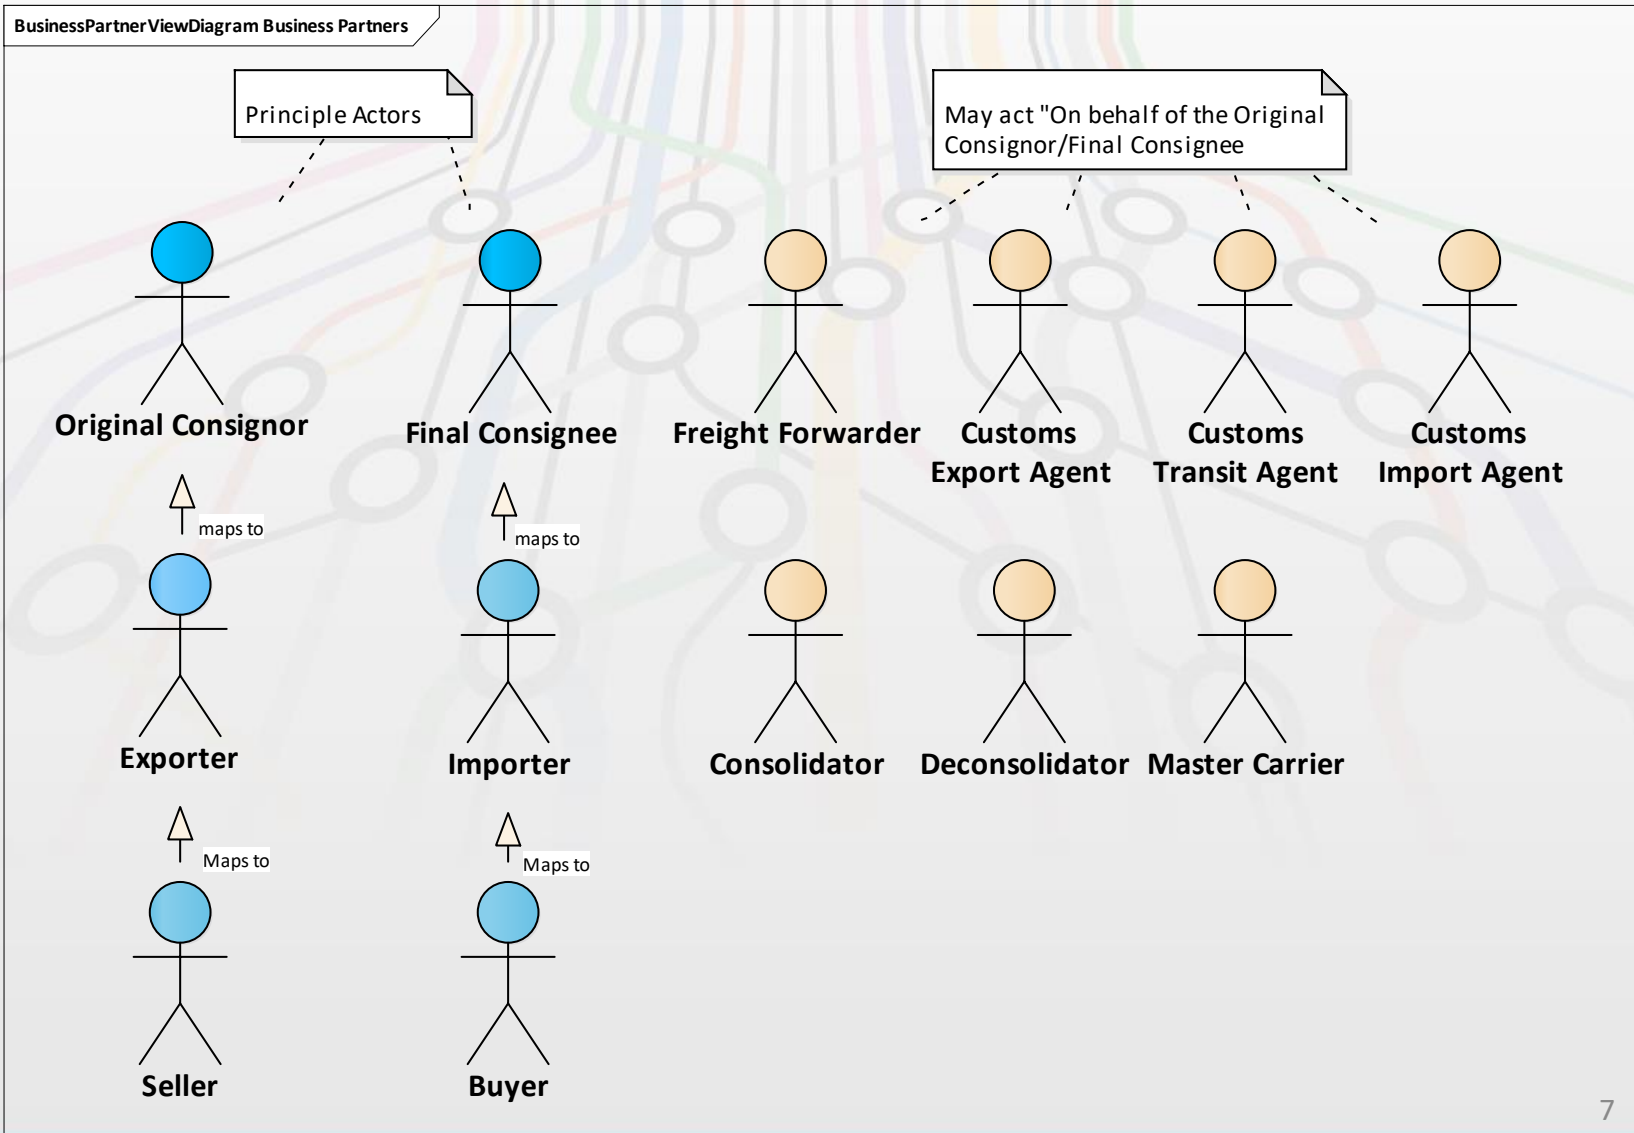 BusinessPartnerViewDiagram Business Partners
Principle Actors
May act "On behalf of the Original
Consignor/Final Consignee
Original Consignor
Final Consignee
Freight Forwarder
Customs
Export Agent
Customs
Transit Agent
Customs
Import Agent
maps to
maps to
Exporter
Importer
Consolidator
Deconsolidator
Master Carrier
Maps to
Maps to
Seller
Buyer
7